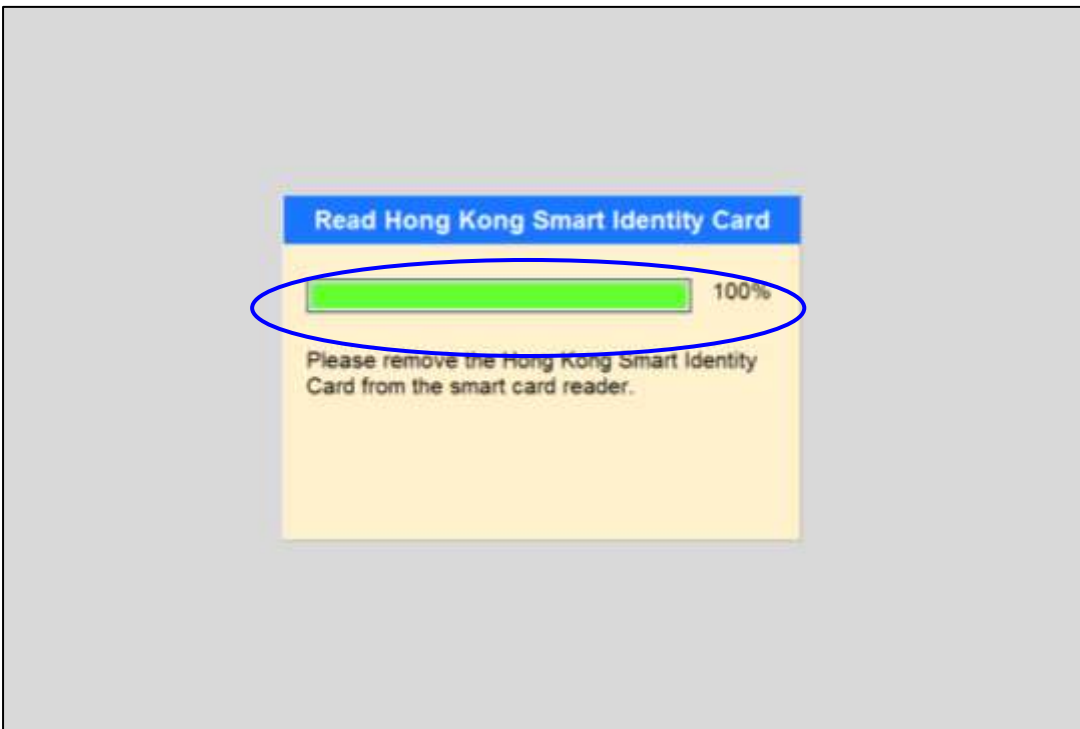 Read Hong Kong Smart Identity Card
100%
Please remove the Hong Kong Smart Identity
Card from the smart card reader.